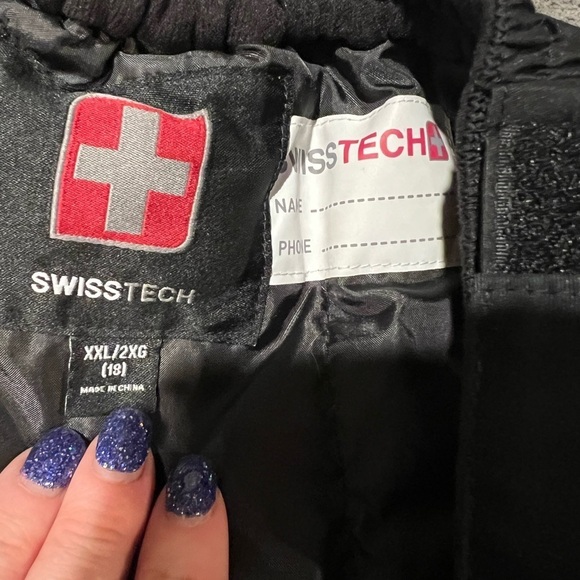 SWISSTECH
XXL/2XG
(18)
MADE IN CHINA
SWISSTECH
NAME
PHONE